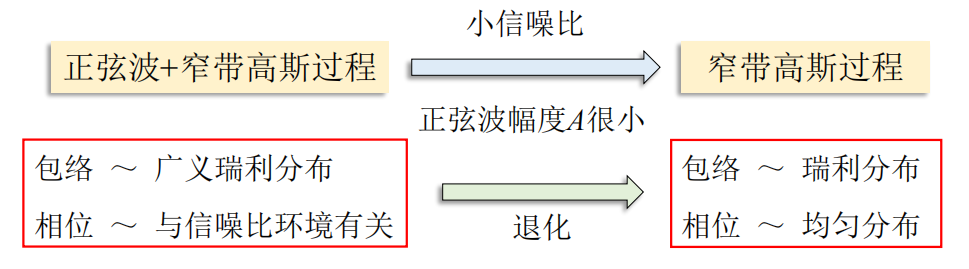 小信噪比
正弦波+窄带高斯过程
窄带高斯过程
正弦波幅度A很小
包络 ～ 广义瑞利分布
相位 ～ 与信噪比环境有关
退化
包络 ～ 瑞利分布
相位 ～ 均匀分布